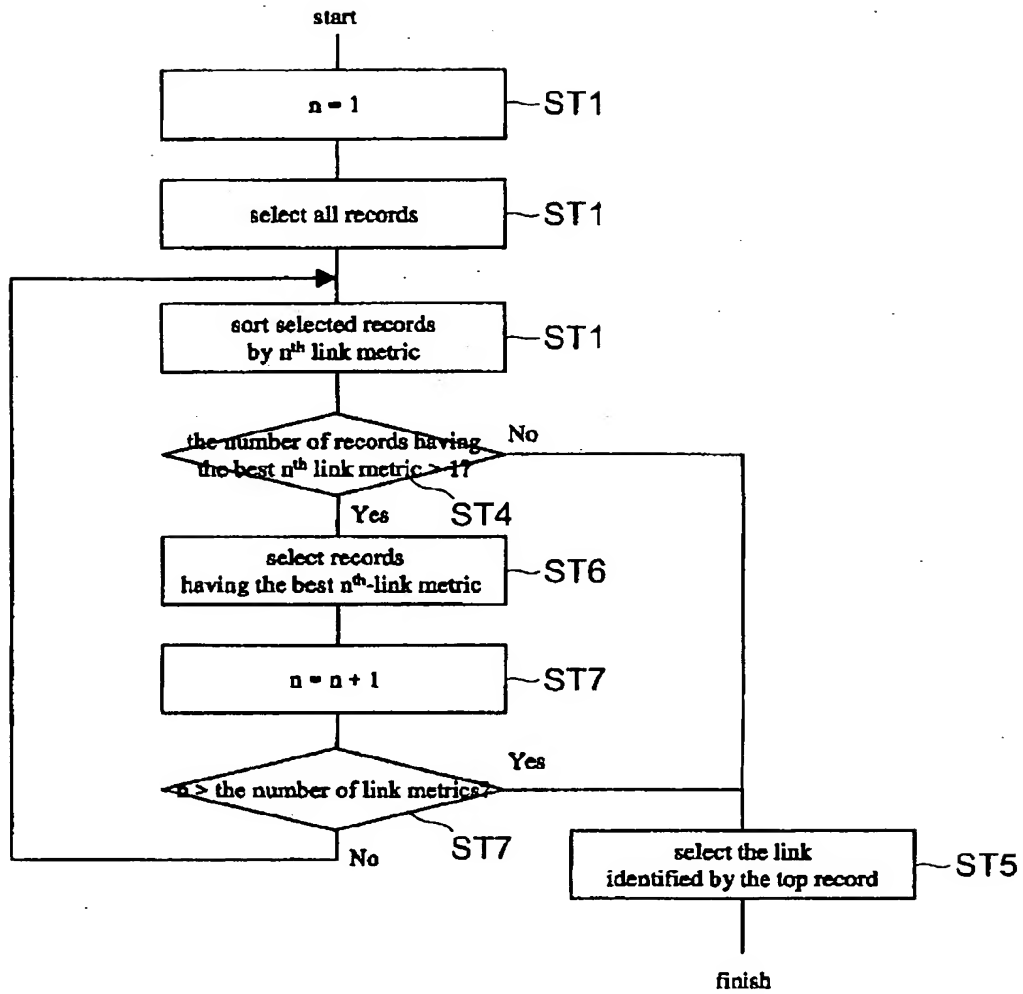 start
n = 1
ST1
select all records
ST1
sort selected records
by nth link metric
ST1
the number of records having
the best nth link metric > 1?
No
ST4
Yes
select records
having the best nth-link metric
ST6
n = n + 1
ST7
n > the number of link metrics?
Yes
ST7
No
select the link
identified by the top record
ST5
finish